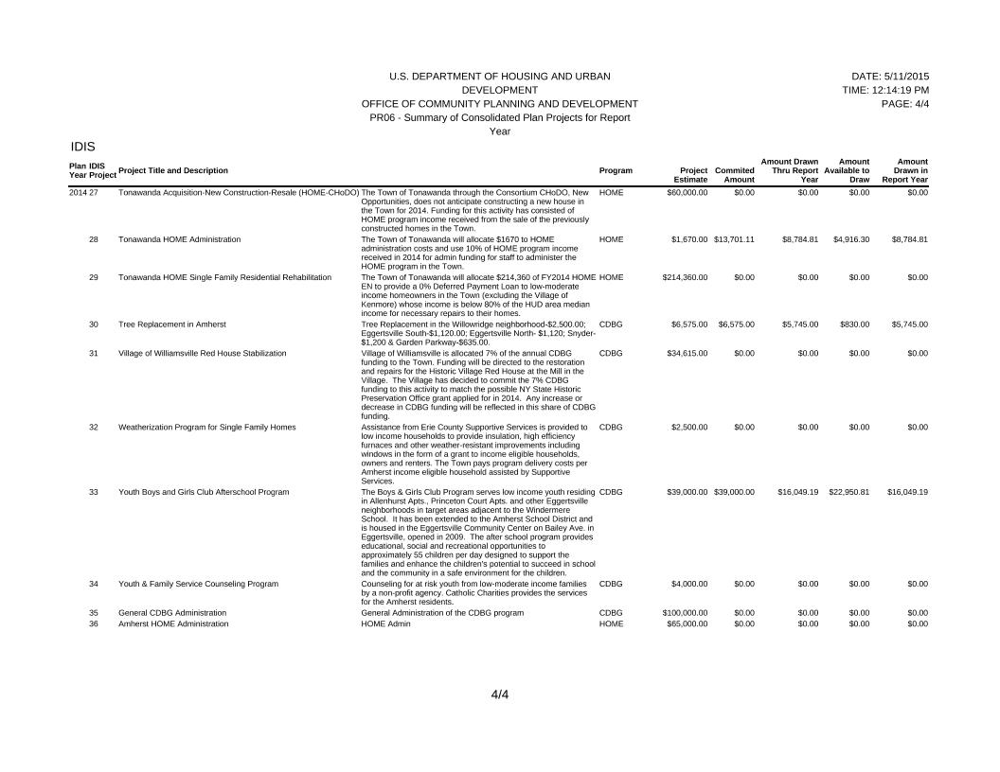 U.S. DEPARTMENT OF HOUSING AND URBAN
DEVELOPMENT
OFFICE OF COMMUNITY PLANNING AND DEVELOPMENT
PR06 - Summary of Consolidated Plan Projects for Report
Year
DATE: 5/11/2015
TIME: 12:14:19 PM
PAGE: 4/4
IDIS
Plan IDIS
Year Project
Project Title and Description
Program
Project
Estimate
Commited
Amount
Amount Drawn
Thru Report
Year
Amount
Available to
Draw
Amount
Drawn in
Report Year
2014 27 Tonawanda Acquisition-New Construction-Resale (HOME-CHoDO) The Town of Tonawanda through the Consortium CHoDO, New HOME $60,000.00 $0.00 $0.00 $0.00 $0.00
Opportunities, does not anticipate constructing a new house in
the Town for 2014. Funding for this activity has consisted of
HOME program income received from the sale of the previously
constructed homes in the Town.
28 Tonawanda HOME Administration The Town of Tonawanda will allocate $1670 to HOME HOME $1,670.00 $13,701.11 $8,784.81 $4,916.30 $8,784.81
administration costs and use 10% of HOME program income
received in 2014 for admin funding for staff to administer the
HOME program in the Town.
29 Tonawanda HOME Single Family Residential Rehabilitation The Town of Tonawanda will allocate $214,360 of FY2014 HOME HOME $214,360.00 $0.00 $0.00 $0.00 $0.00
EN to provide a 0% Deferred Payment Loan to low-moderate
income homeowners in the Town (excluding the Village of
Kenmore) whose income is below 80% of the HUD area median
income for necessary repairs to their homes.
30 Tree Replacement in Amherst Tree Replacement in the Willowridge neighborhood-$2,500.00; CDBG $6,575.00 $6,575.00 $5,745.00 $830.00 $5,745.00
Eggertsville South-$1,120.00; Eggertsville North- $1,120; Snyder-
$1,200 & Garden Parkway-$635.00.
31 Village of Williamsville Red House Stabilization Village of Williamsville is allocated 7% of the annual CDBG CDBG $34,615.00 $0.00 $0.00 $0.00 $0.00
funding to the Town. Funding will be directed to the restoration
and repairs for the Historic Village Red House at the Mill in the
Village.  The Village has decided to commit the 7% CDBG
funding to this activity to match the possible NY State Historic
Preservation Office grant applied for in 2014.  Any increase or
decrease in CDBG funding will be reflected in this share of CDBG
funding.
32 Weatherization Program for Single Family Homes Assistance from Erie County Supportive Services is provided to CDBG $2,500.00 $0.00 $0.00 $0.00 $0.00
low income households to provide insulation, high efficiency
furnaces and other weather-resistant improvements including
windows in the form of a grant to income eligible households,
owners and renters. The Town pays program delivery costs per
Amherst income eligible household assisted by Supportive
Services.
33 Youth Boys and Girls Club Afterschool Program The Boys & Girls Club Program serves low income youth residing CDBG $39,000.00 $39,000.00 $16,049.19 $22,950.81 $16,049.19
in Allenhurst Apts., Princeton Court Apts. and other Eggertsville
neighborhoods in target areas adjacent to the Windermere
School.  It has been extended to the Amherst School District and
is housed in the Eggertsville Community Center on Bailey Ave. in
Eggertsville, opened in 2009.  The after school program provides
educational, social and recreational opportunities to
approximately 55 children per day designed to support the
families and enhance the children's potential to succeed in school
and the community in a safe environment for the children.
34 Youth & Family Service Counseling Program Counseling for at risk youth from low-moderate income families CDBG $4,000.00 $0.00 $0.00 $0.00 $0.00
by a non-profit agency. Catholic Charities provides the services
for the Amherst residents.
35 General CDBG Administration General Administration of the CDBG program CDBG $100,000.00 $0.00 $0.00 $0.00 $0.00
36 Amherst HOME Administration HOME Admin HOME $65,000.00 $0.00 $0.00 $0.00 $0.00
4/4